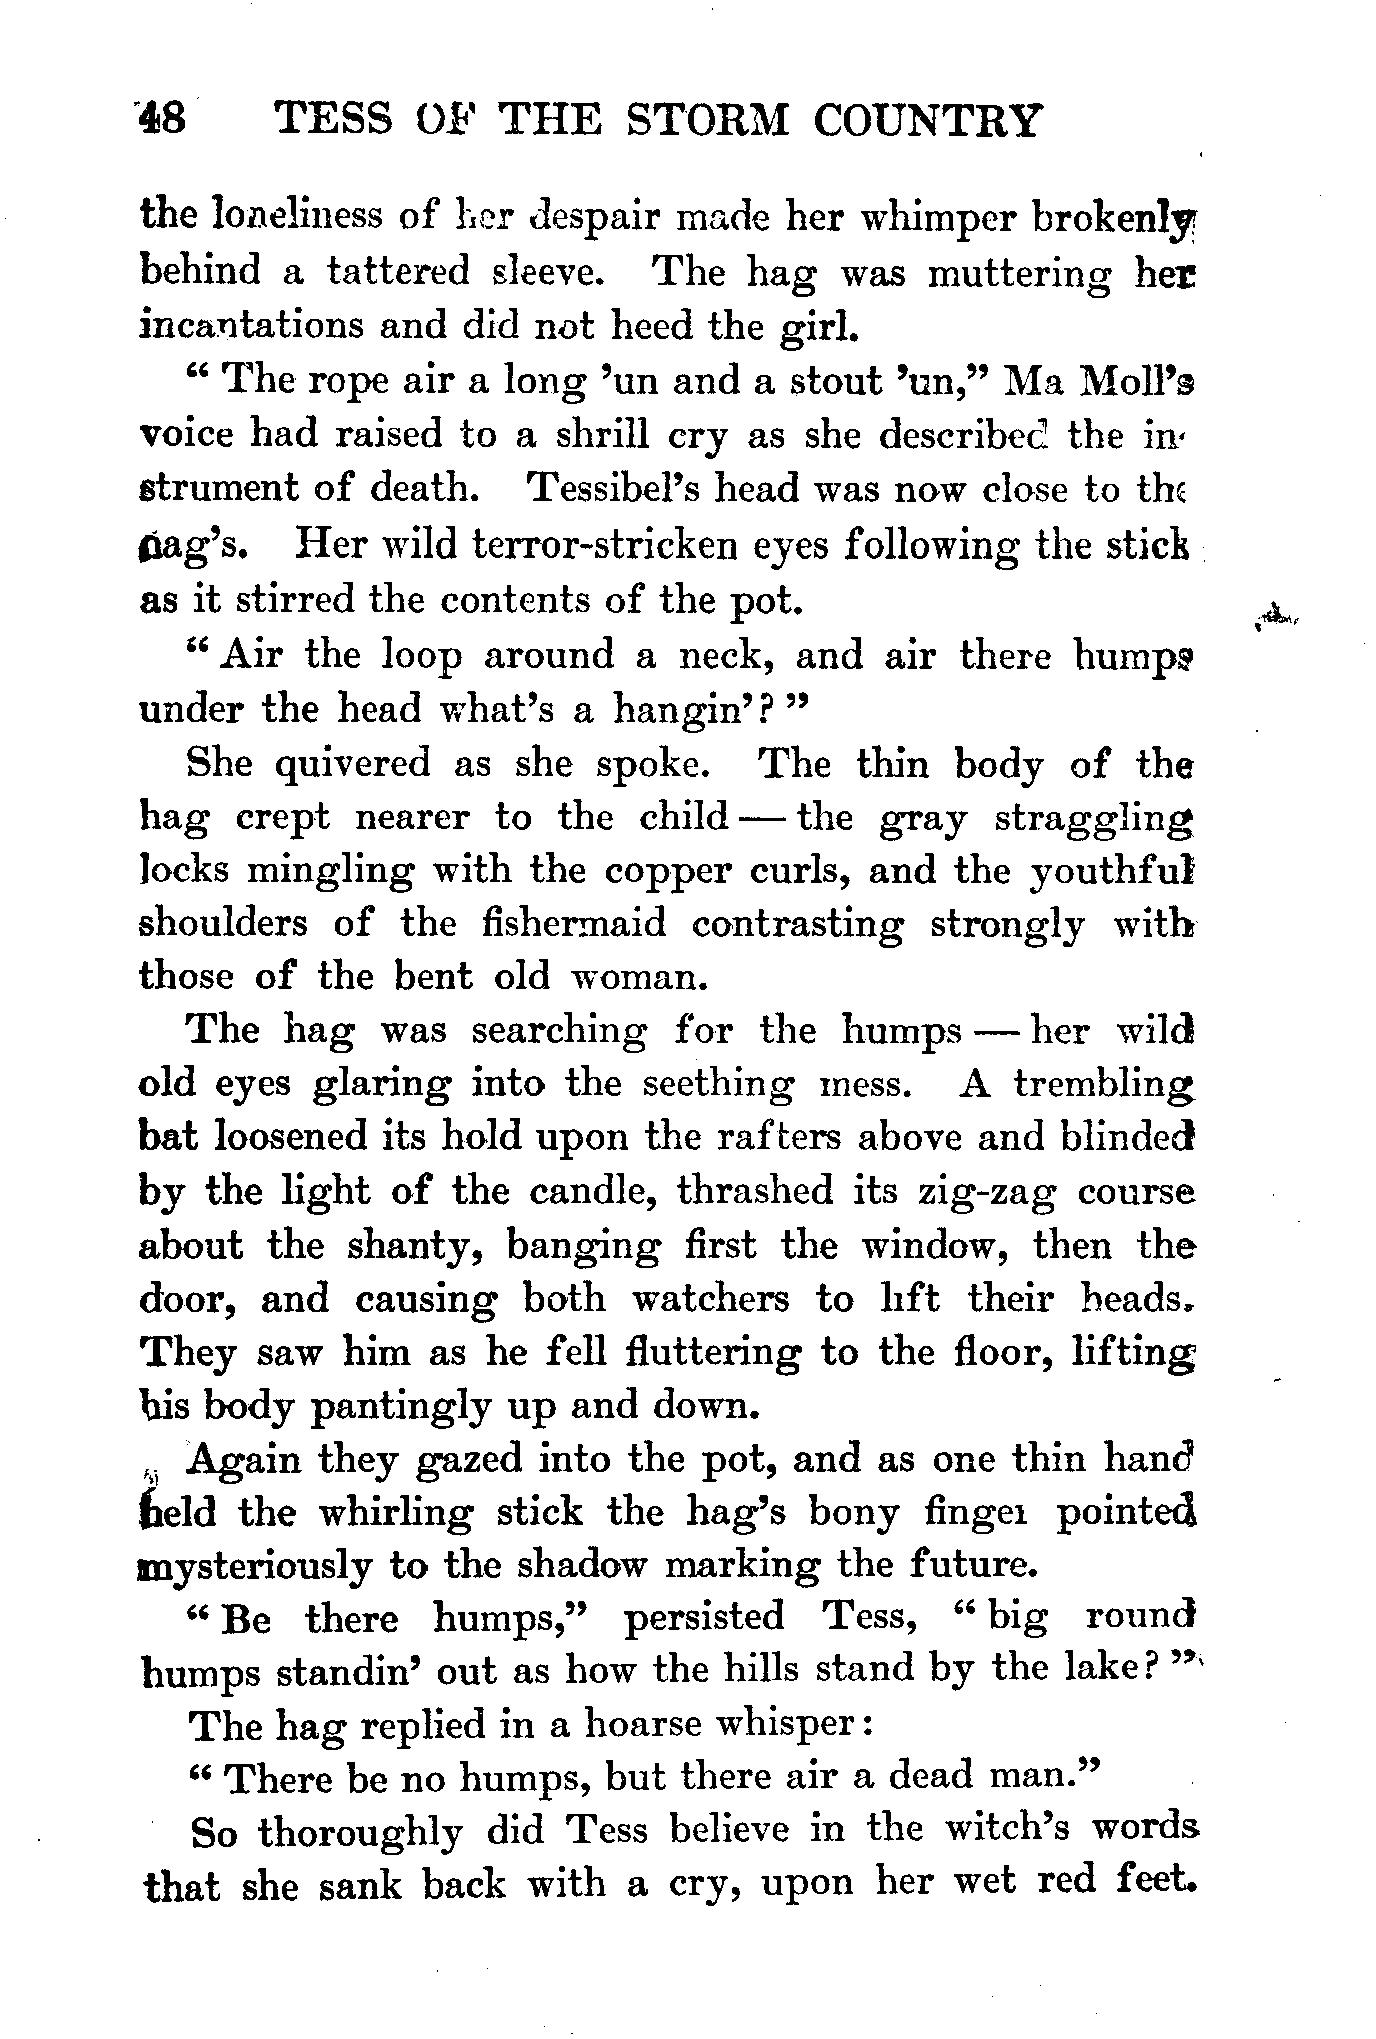 48 TESS OF THE STORM COUNTRY
the loneliness of her despair made her whimper brokenly
behind a tattered sleeve. The hag was muttering her
incantations and did not heed the girl.
“ The rope air a long ’un and a stout ’un,” Ma Moll’s
voice had raised to a shrill cry as she described the in-
strument of death. Tessibel’s head was now close to the
hag’s. Her wild terror-stricken eyes following the stick
as it stirred the contents of the pot.
“ Air the loop around a neck, and air there humps
under the head what’s a hangin’? ”
She quivered as she spoke. The thin body of the
hag crept nearer to the child — the gray straggling
locks mingling with the copper curls, and the youthful
shoulders of the fishermaid contrasting strongly with
those of the bent old woman.
The hag was searching for the humps — her wild
old eyes glaring into the seething mess. A trembling
bat loosened its hold upon the rafters above and blinded
by the light of the candle, thrashed its zig-zag course
about the shanty, banging first the window, then the
door, and causing both watchers to lift their heads.
They saw him as he fell fluttering to the floor, lifting
his body pantingly up and down.
Again they gazed into the pot, and as one thin hand
held the whirling stick the hag’s bony finger pointed
mysteriously to the shadow marking the future.
“ Be there humps,” persisted Tess, “ big round
humps standin’ out as how the hills stand by the lake? ”
The hag replied in a hoarse whisper:
“ There be no humps, but there air a dead man.”
So thoroughly did Tess believe in the witch’s words
that she sank back with a cry, upon her wet red feet.